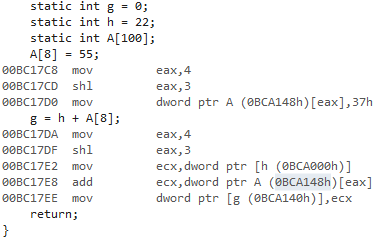 static int g = 0;
static int h = 22;
static int A[100];
A[8] = 55;
00BC17C8 mov eax,4
00BC17CD shl eax,3
00BC17D0 mov dword ptr A (0BCA148h)[eax],37h
g = h + A[8];
00BC17DA mov eax,4
00BC17DF shl eax,3
00BC17E2 mov ecx,dword ptr [h (0BCA000h)]
00BC17E8 add ecx,dword ptr A (0BCA148h)[eax]
00BC17EE mov dword ptr [g (0BCA140h)],ecx
return;
}